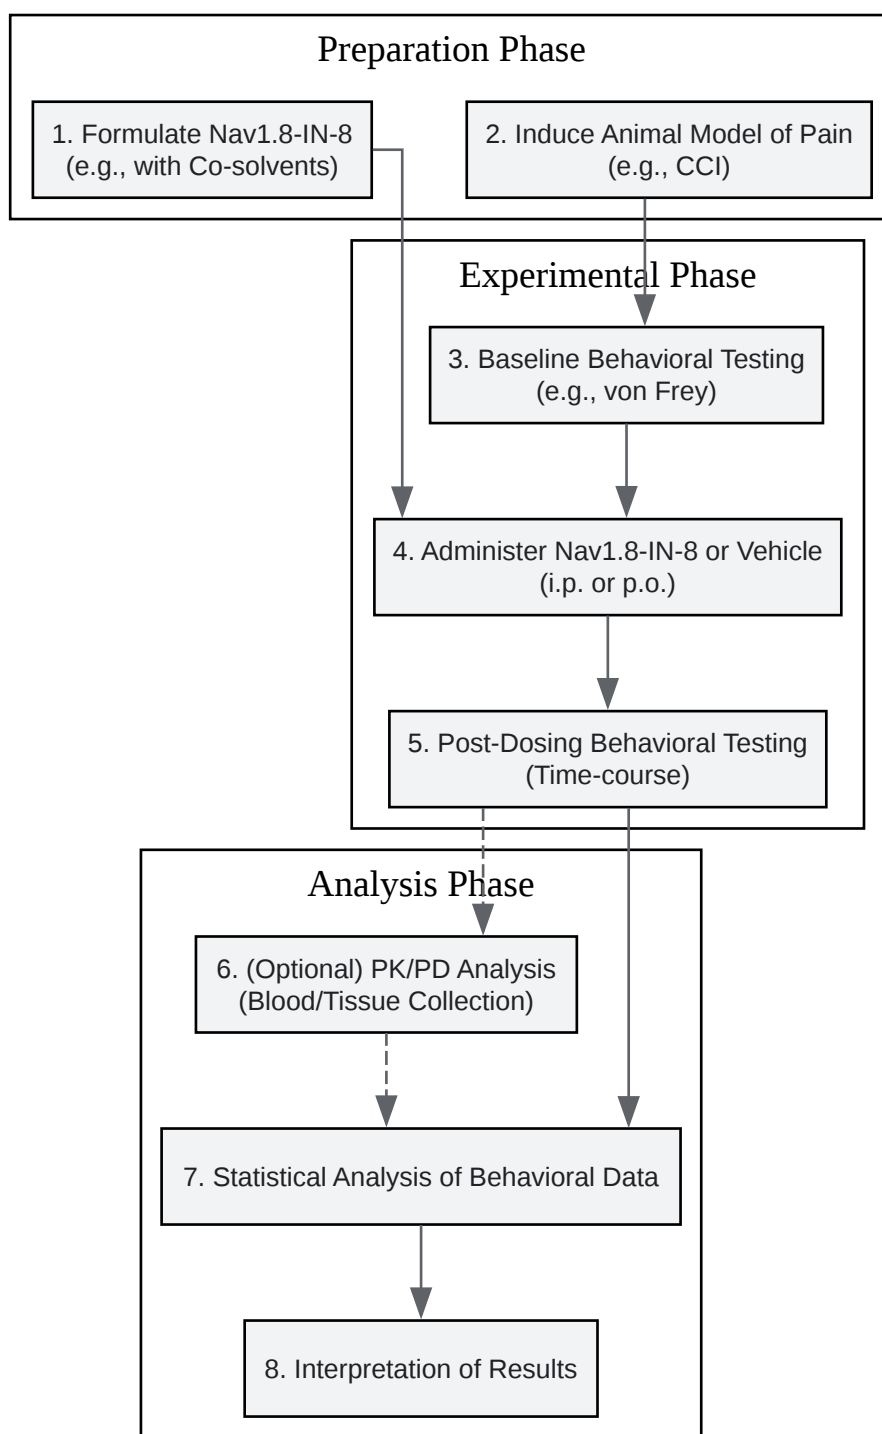 Preparation Phase
1. Formulate Nav1.8-IN-8
(e.g., with Co-solvents)
2. Induce Animal Model of Pain
(e.g., CCI)
Experimental Phase
3. Baseline Behavioral Testing
(e.g., von Frey)
4. Administer Nav1.8-IN-8 or Vehicle
(i.p. or p.o.)
5. Post-Dosing Behavioral Testing
(Time-course)
Analysis Phase
6. (Optional) PK/PD Analysis
(Blood/Tissue Collection)
7. Statistical Analysis of Behavioral Data
8. Interpretation of Results